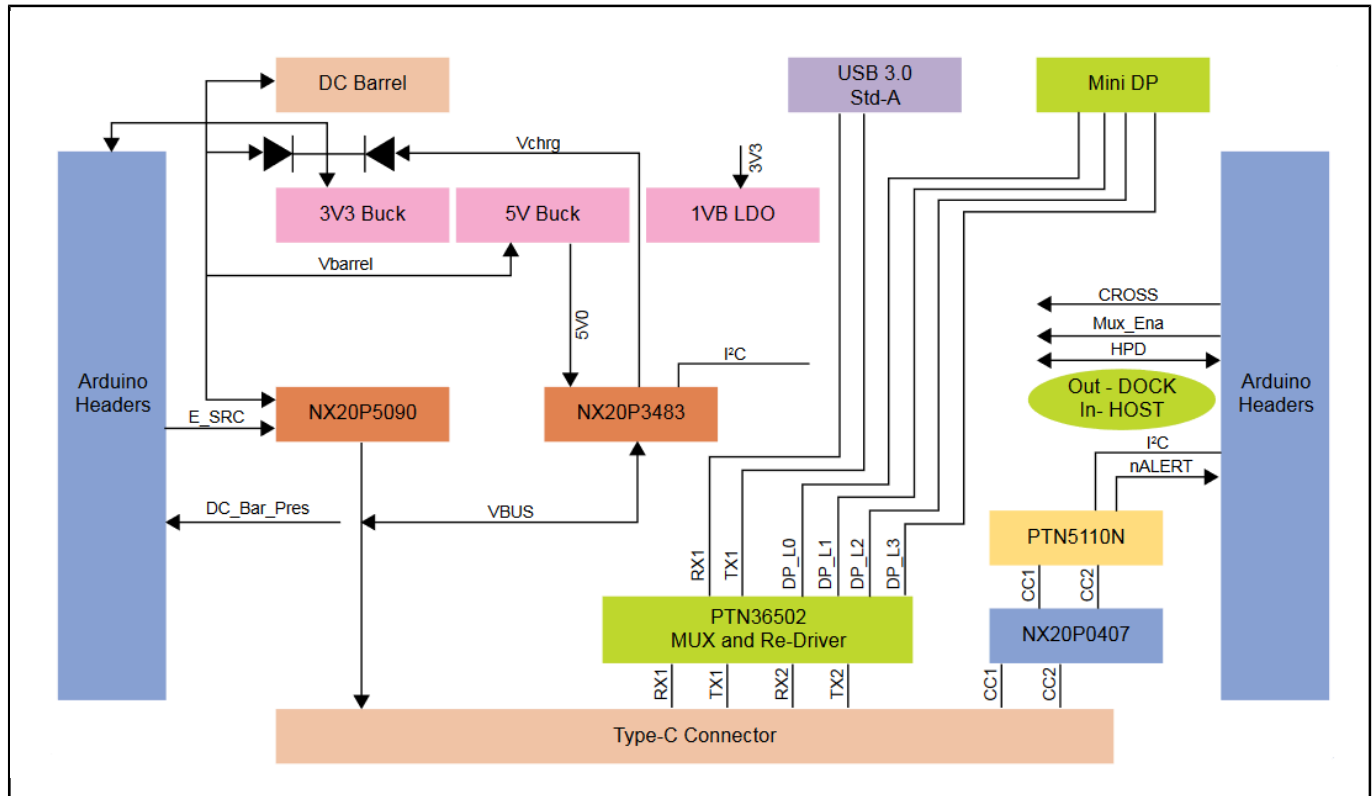 DC Barrel
USB 3.0
Std-A
Mini DP
Vchrg
3V3
3V3 Buck
5V Buck
1VB LDO
Vbarrel
5V0
I²C
CROSS
Mux_Ena
HPD
Out - DOCK
In- HOST
Arduino
Headers
Arduino
Headers
E_SRC
NX20P5090
NX20P3483
I²C
nALERT
DC_Bar_Pres
VBUS
PTN5110N
RX1
TX1
DP_L0
DP_L1
DP_L2
DP_L3
CC1
CC2
PTN36502
MUX and Re-Driver
NX20P0407
RX1
TX1
RX2
TX2
CC1
CC2
Type-C Connector